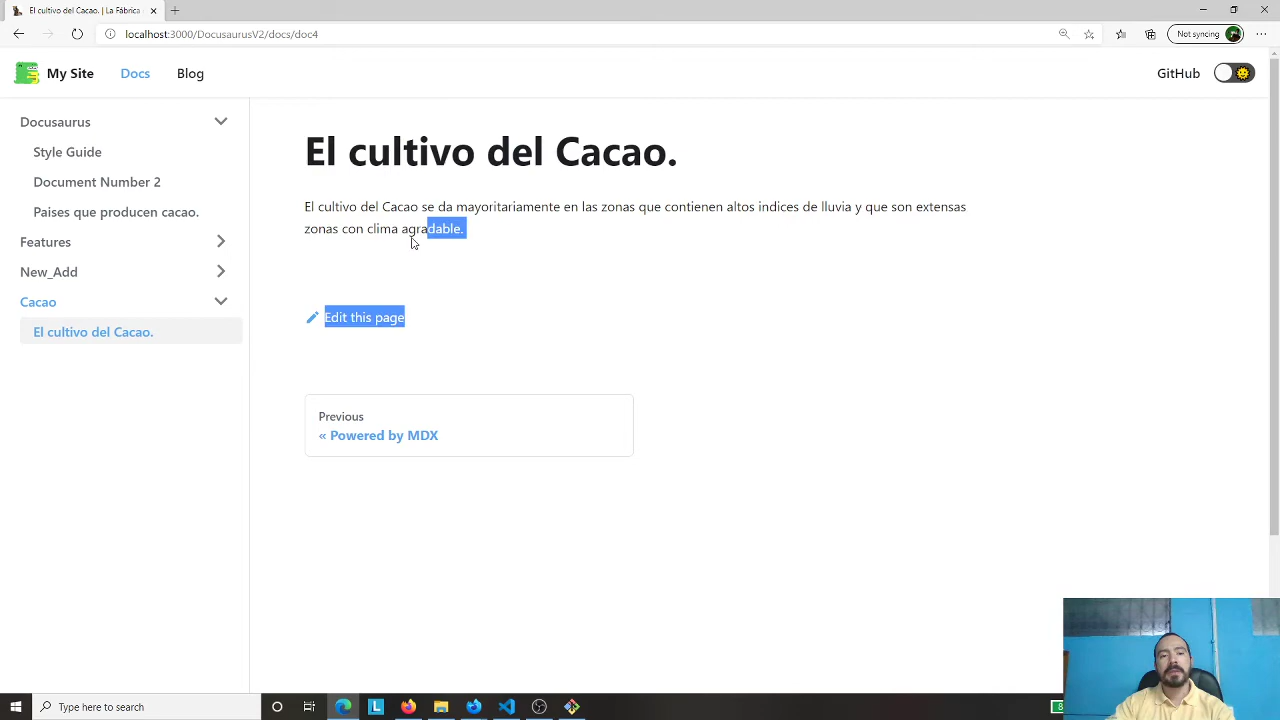 El cultivo del Cacao. | La Fábrica
localhost:3000/DocusaurusV2/docs/doc4
Not syncing
My Site
Docs
Blog
GitHub
Docusaurus
Style Guide
Document Number 2
Paises que producen cacao.
Features
New_Add
Cacao
El cultivo del Cacao.
El cultivo del Cacao.
El cultivo del Cacao se da mayoritariamente en las zonas que contienen altos indices de lluvia y que son extensas
zonas con clima agradable.
Edit this page
Previous
« Powered by MDX
Type here to search